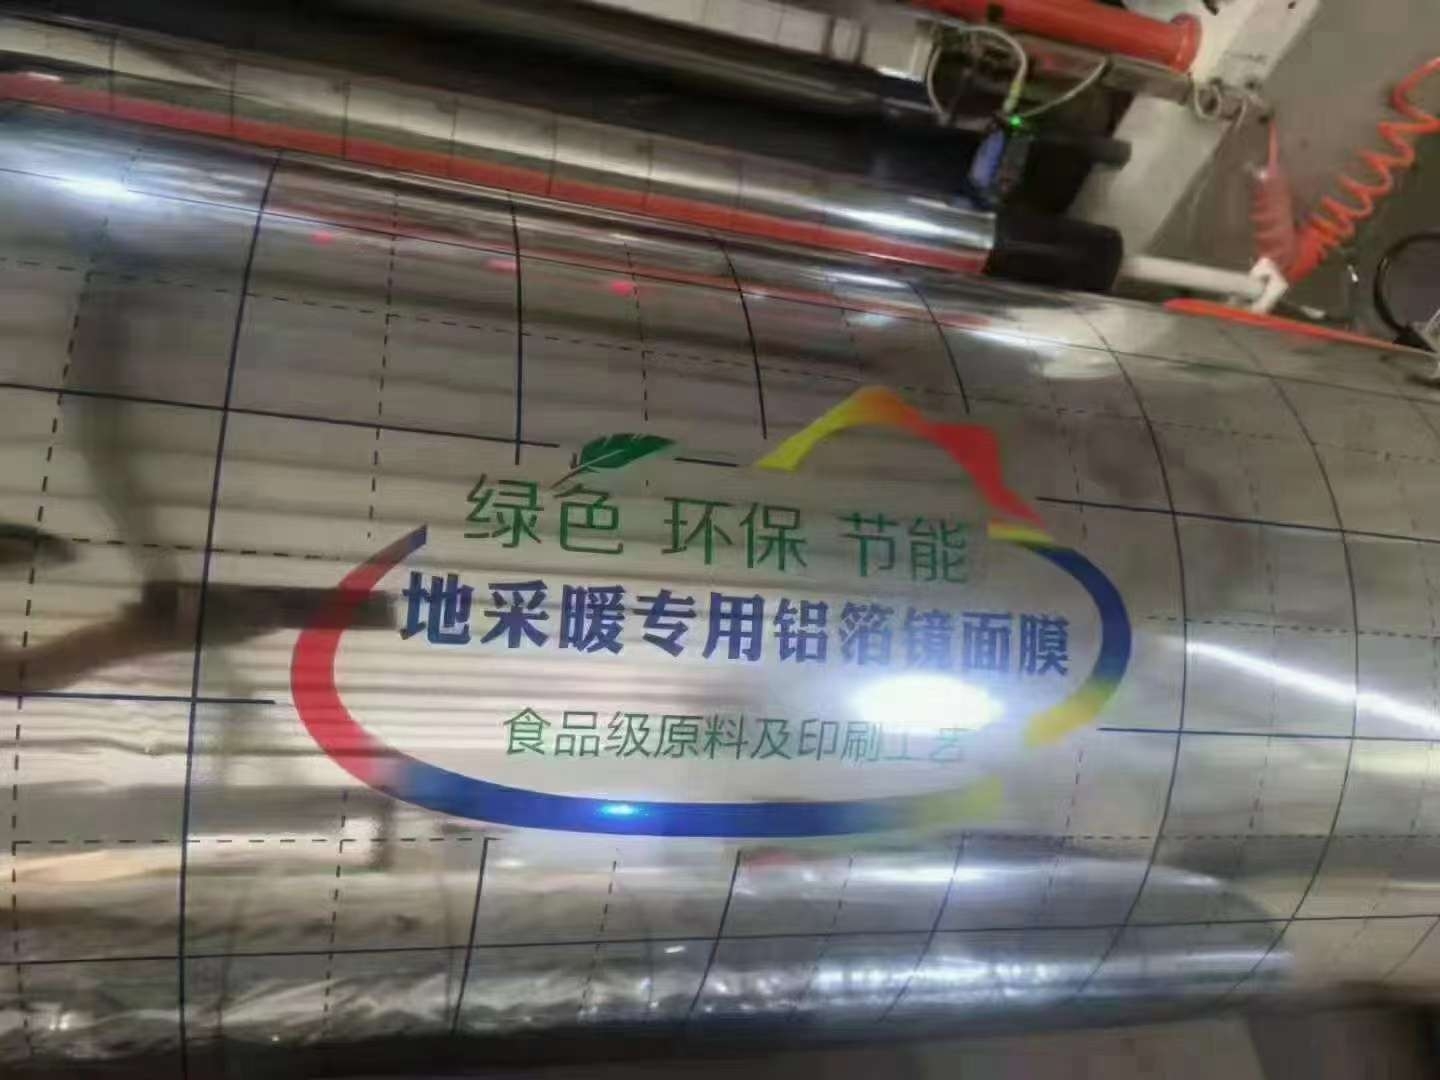 绿色 环保 节能
地采暖专用铝箔镜面膜
食品级原料及印刷工艺